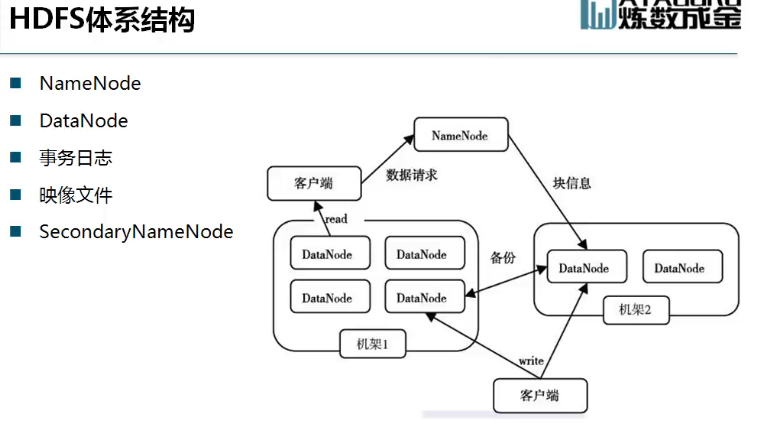 HDFS体系结构
炼数成金
NameNode
DataNode
事务日志
映像文件
SecondaryNameNode
NameNode
客户端
数据请求
块信息
read
DataNode
DataNode
DataNode
DataNode
机架1
备份
DataNode
DataNode
机架2
write
客户端